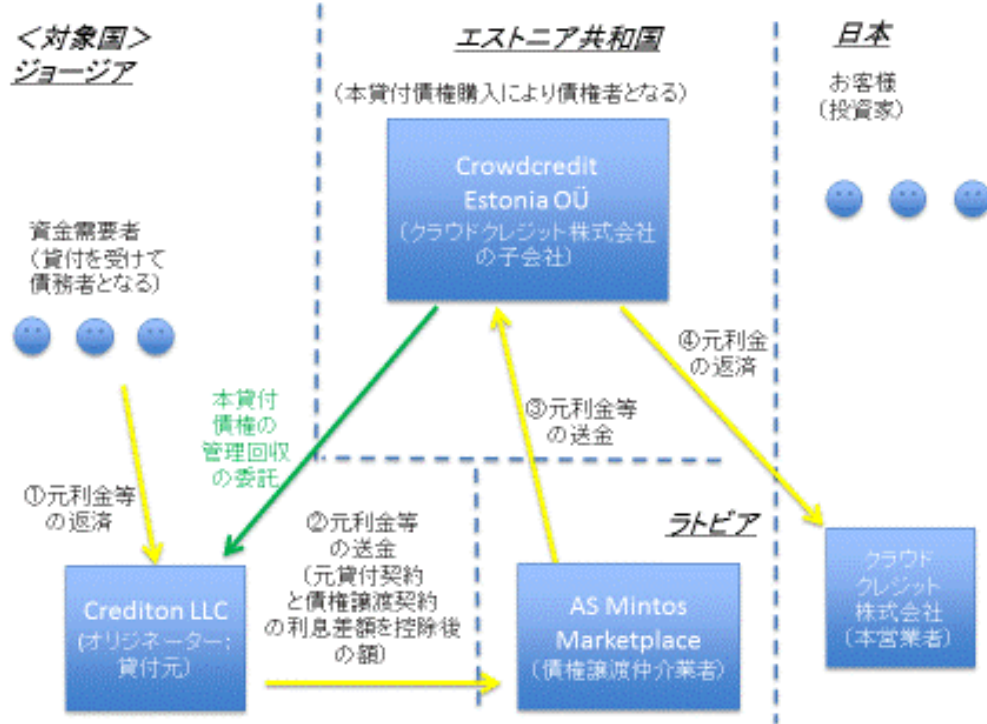 ＜対象国＞
ジョージア
エストニア共和国
日本
（本貸付債権購入により債権者となる）
お客様
（投資家）
Crowdcredit
Estonia OÜ
（クラウドクレジット株式会社
の子会社）
資金需要者
（貸付を受けて
債務者となる）
④元利金
の返済
本貸付
債権の
管理回収
の委託
③元利金等
の送金
①元利金等
の返済
②元利金等
の送金
（元貸付契約
と債権譲渡契約
の利息差額を控除後
の額）
ラトビア
Crediton LLC
（オリジネーター；
貸付元）
AS Mintos
Marketplace
（債権譲渡仲介業者）
クラウド
クレジット
株式会社
（本営業者）